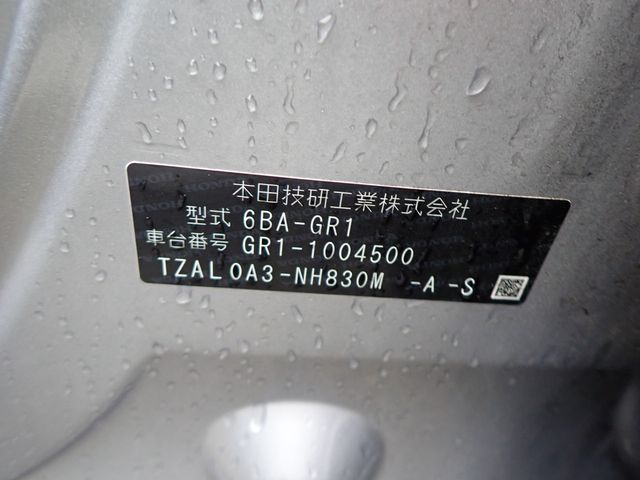 本田技研工業株式会社
型式 6BA-GR1
車台番号 GR1-1004500
TZAL0A3-NH830M -A -S